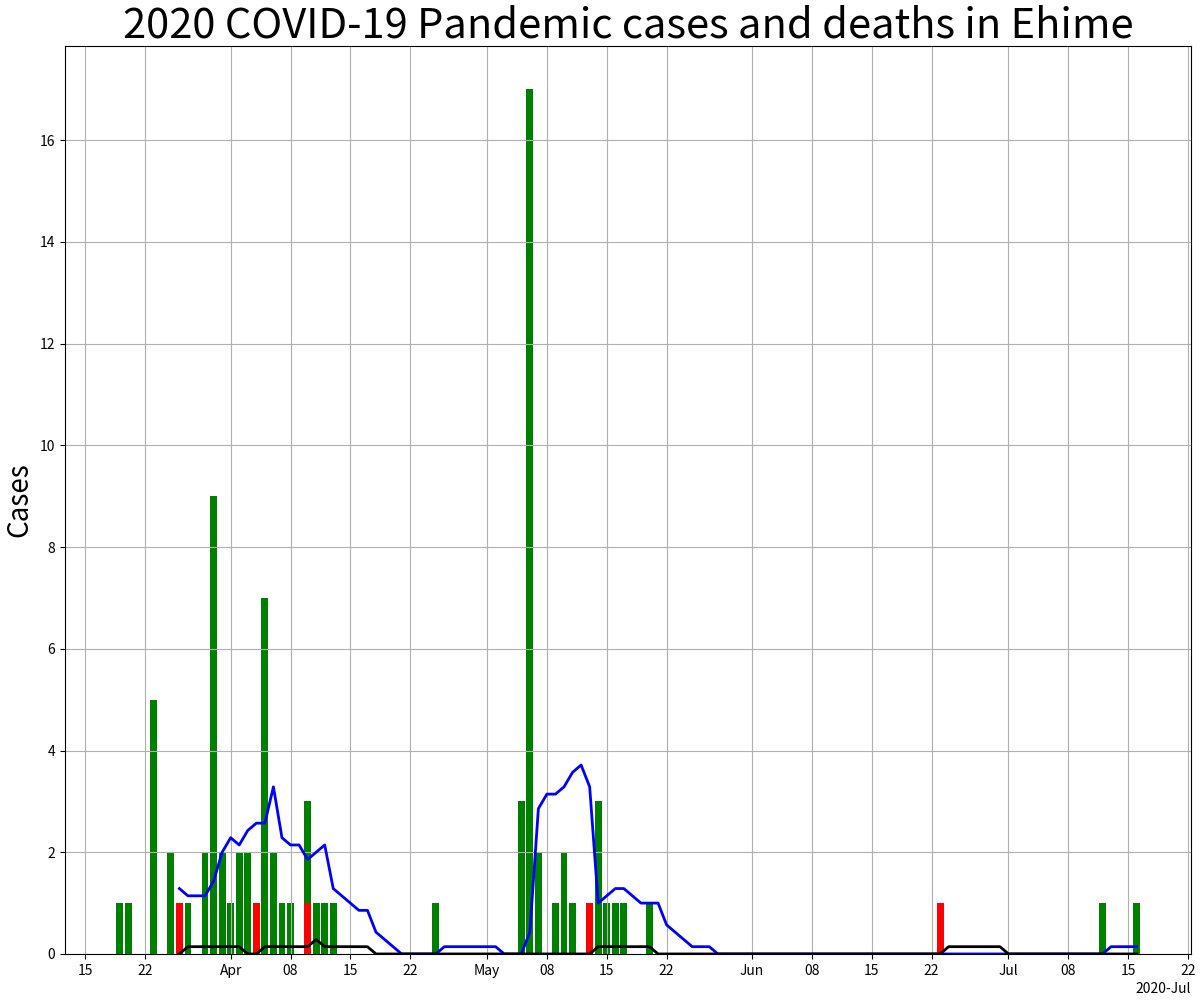 2020 COVID-19 Pandemic cases and deaths in Ehime
Cases
16
14
12
10
8
6
4
2
0
15 22 Apr 08 15 22 May 08 15 22 Jun 08 15 22 Jul 08 15 22
2020-Jul